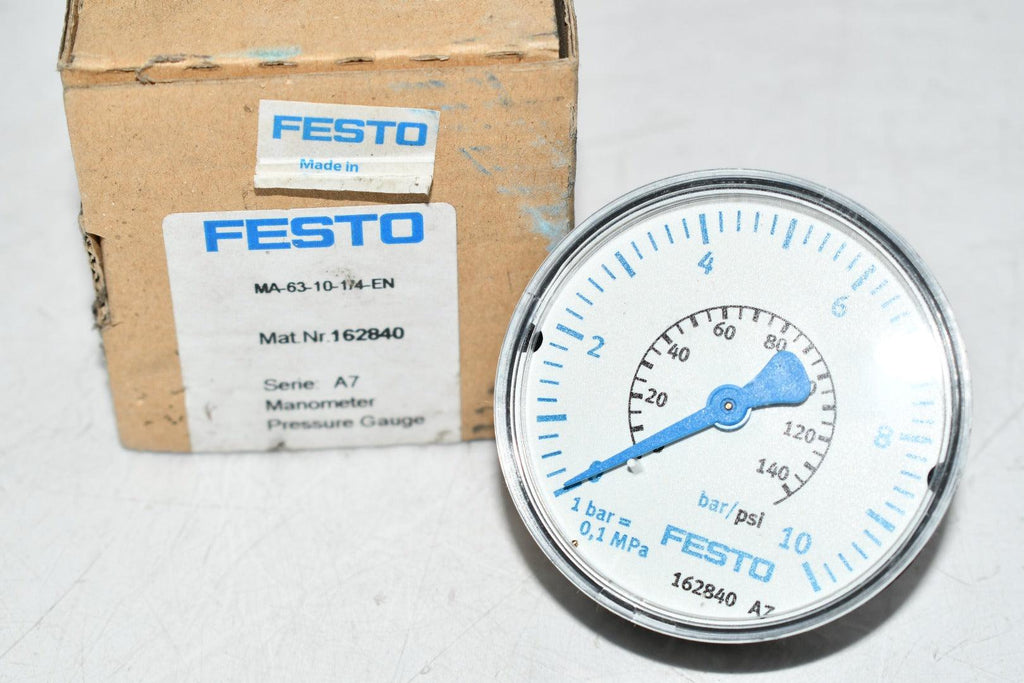 FESTO
Made in
FESTO
MA-63-10-1/4-EN
Mat.Nr.162840
Serie: A7
Manometer
Pressure Gauge
4
6
2
8
10
60
80
40
20
120
140
bar/psi
1 bar =
0,1 MPa
FESTO
162840 A7